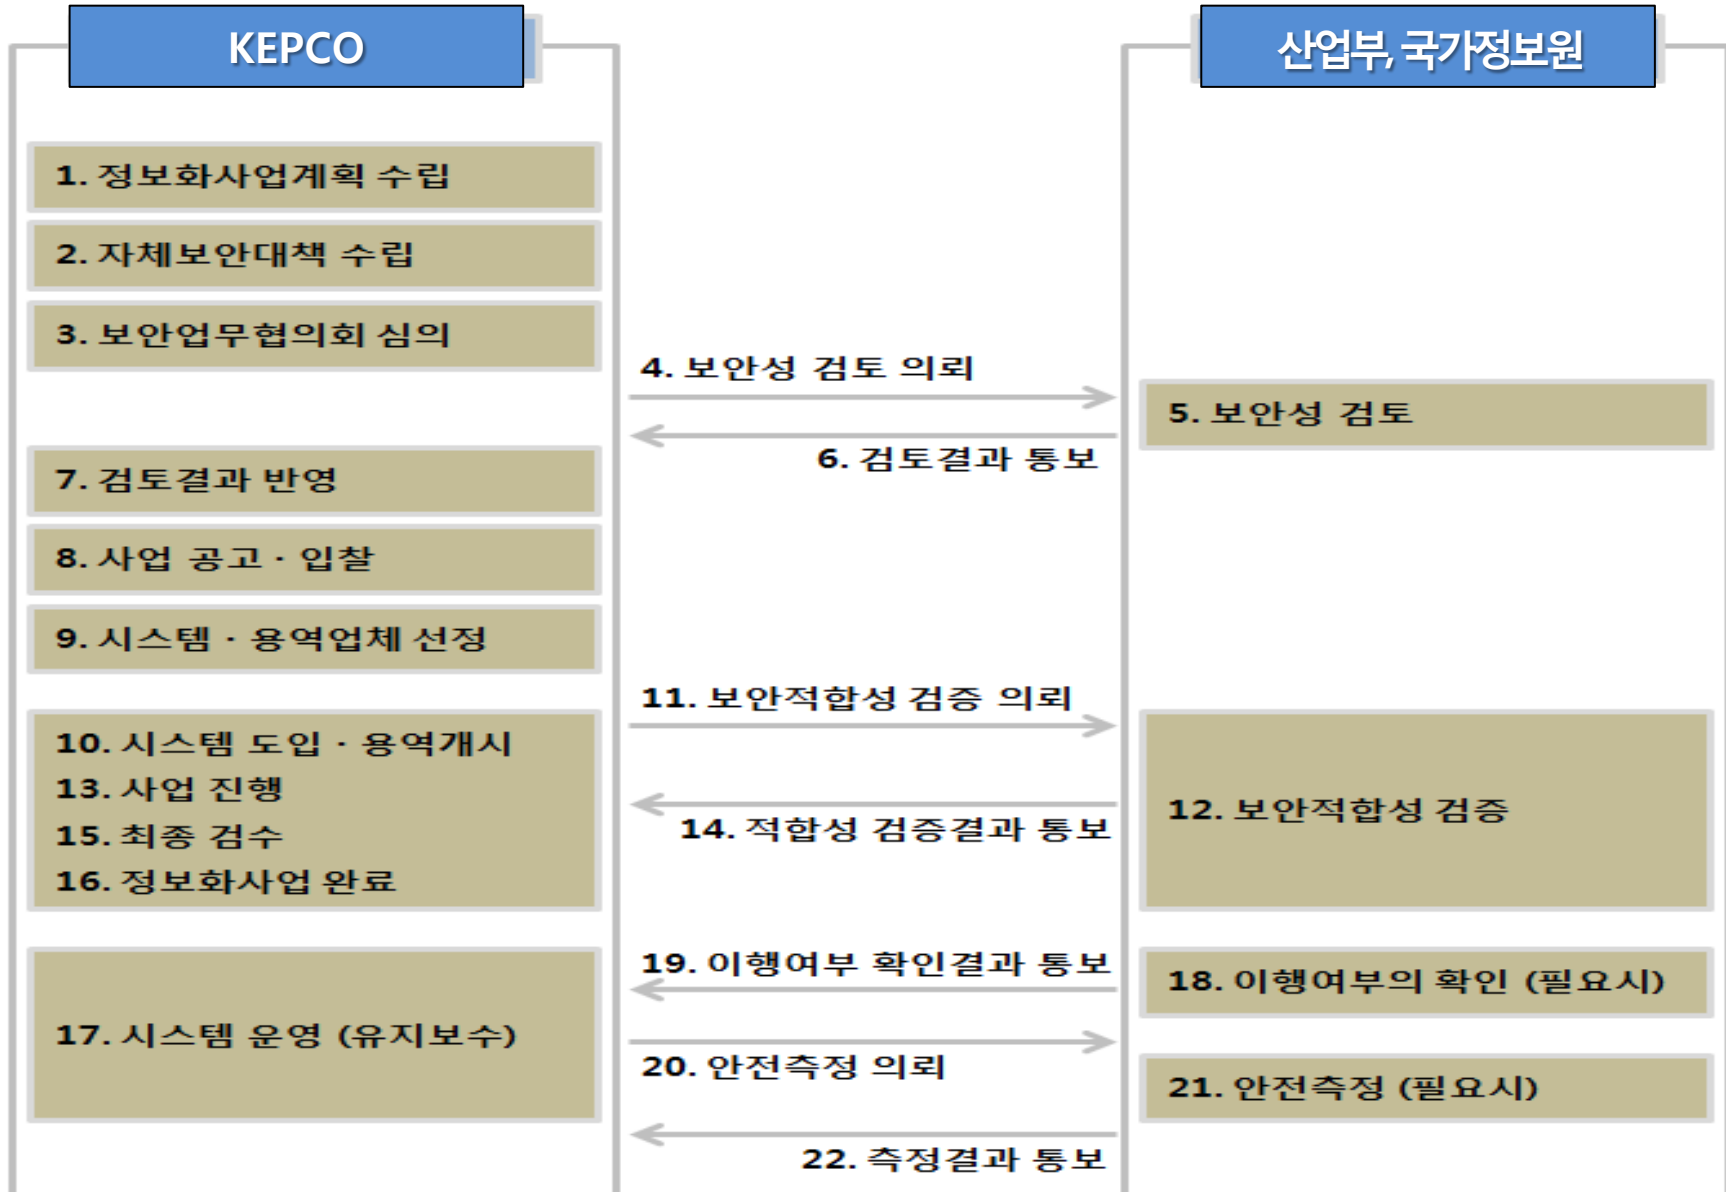 KEPCO
산업부, 국가정보원
1. 정보화사업계획 수립
2. 자체보안대책 수립
3. 보안업무협의회 심의
4. 보안성 검토 의뢰
5. 보안성 검토
6. 검토결과 통보
7. 검토결과 반영
8. 사업 공고 · 입찰
9. 시스템 · 용역업체 선정
11. 보안적합성 검증 의뢰
10. 시스템 도입 · 용역개시
13. 사업 진행
15. 최종 검수
16. 정보화사업 완료
12. 보안적합성 검증
14. 적합성 검증결과 통보
19. 이행여부 확인결과 통보
18. 이행여부의 확인 (필요시)
17. 시스템 운영 (유지보수)
20. 안전측정 의뢰
21. 안전측정 (필요시)
22. 측정결과 통보